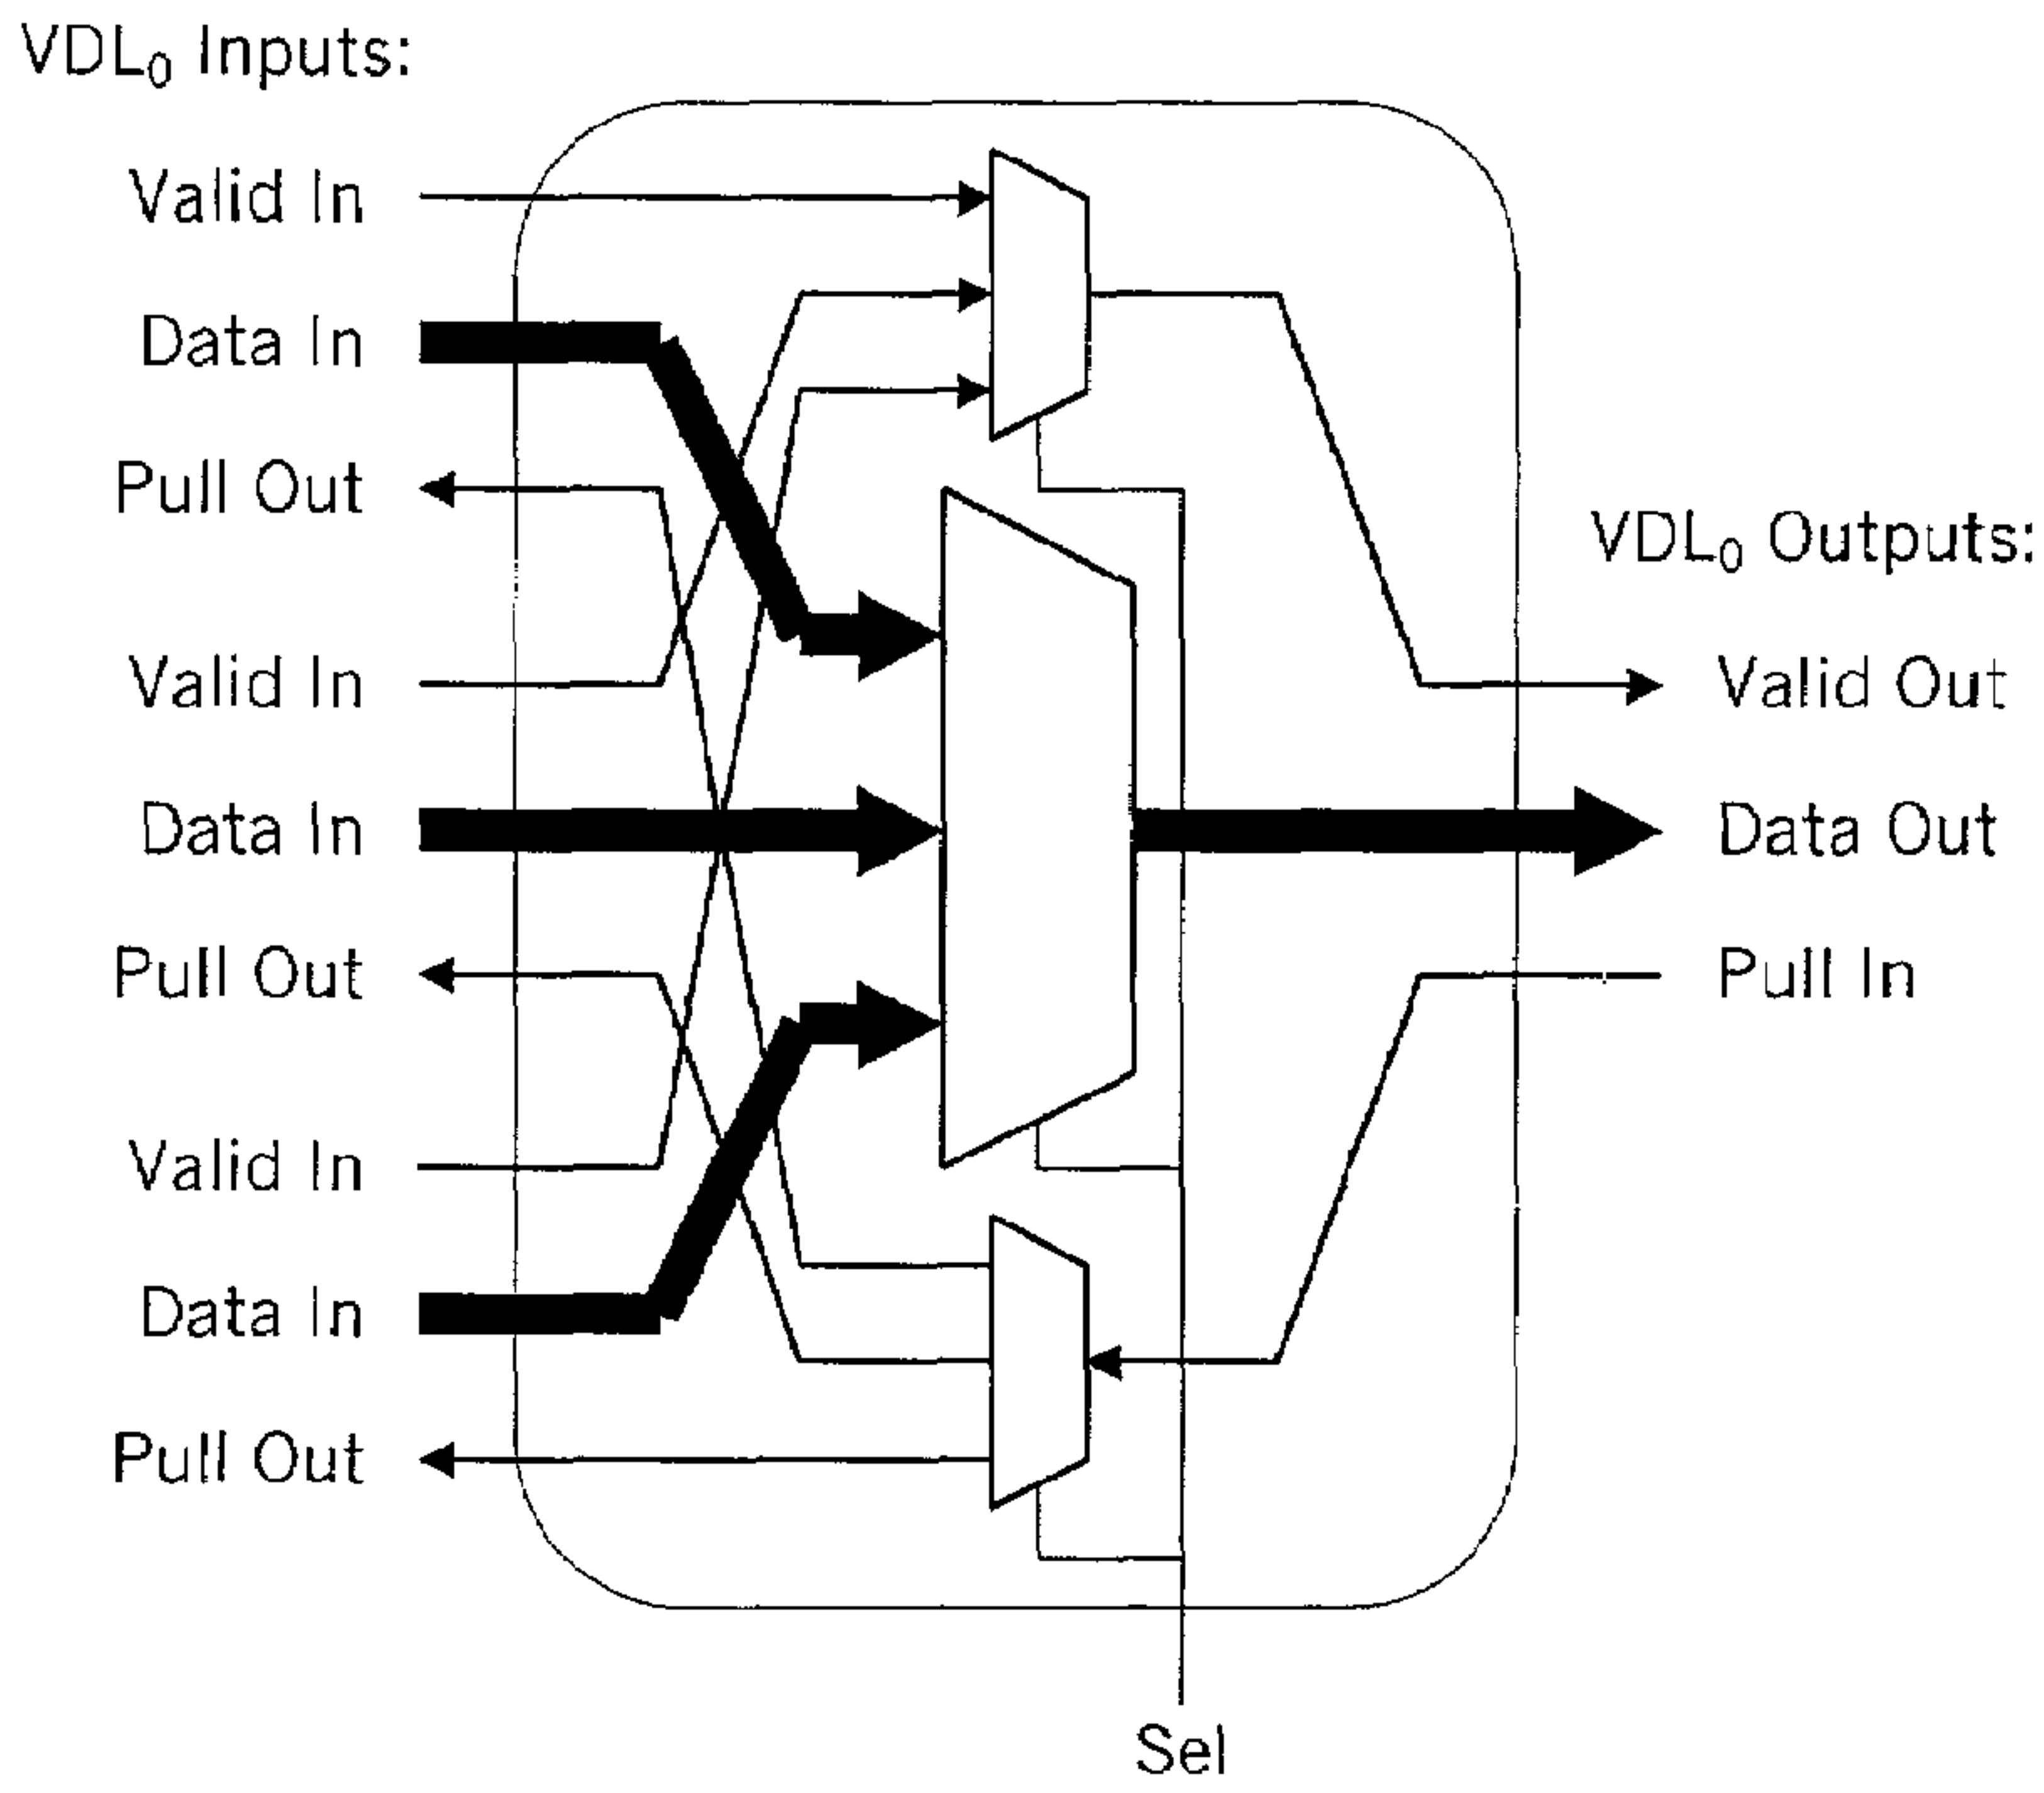 VDL₀ Inputs:
Valid In
Data In
Pull Out
Valid In
Data In
Pull Out
Valid In
Data In
Pull Out
VDL₀ Outputs:
Valid Out
Data Out
Pull In
Sel